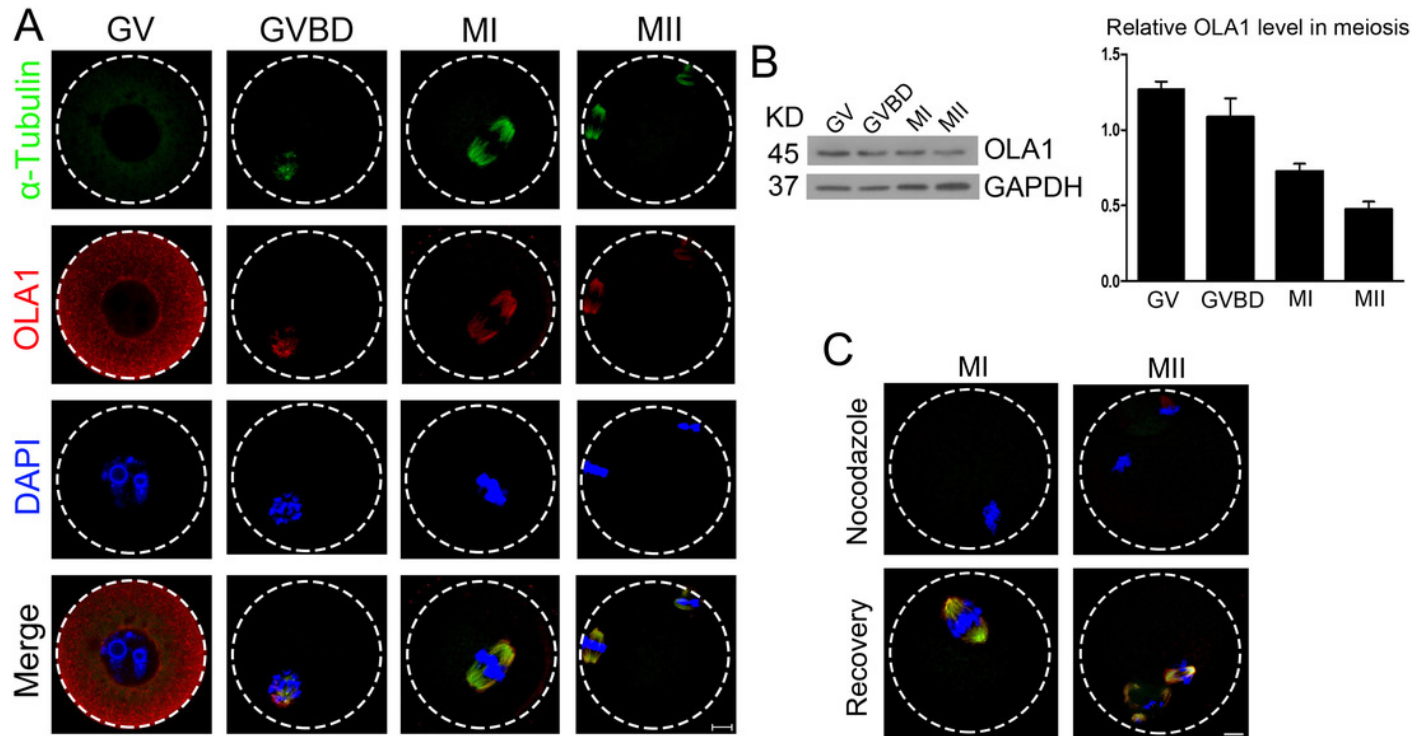 A
GV GVBD MI MII
α-Tubulin
OLA1
DAPI
Merge
B
KD
GV GVBD MI MII
45 OLA1
37 GAPDH
Relative OLA1 level in meiosis
1.5
1.0
0.5
0.0
GV GVBD MI MII
C
MI MII
Nocodazole
Recovery